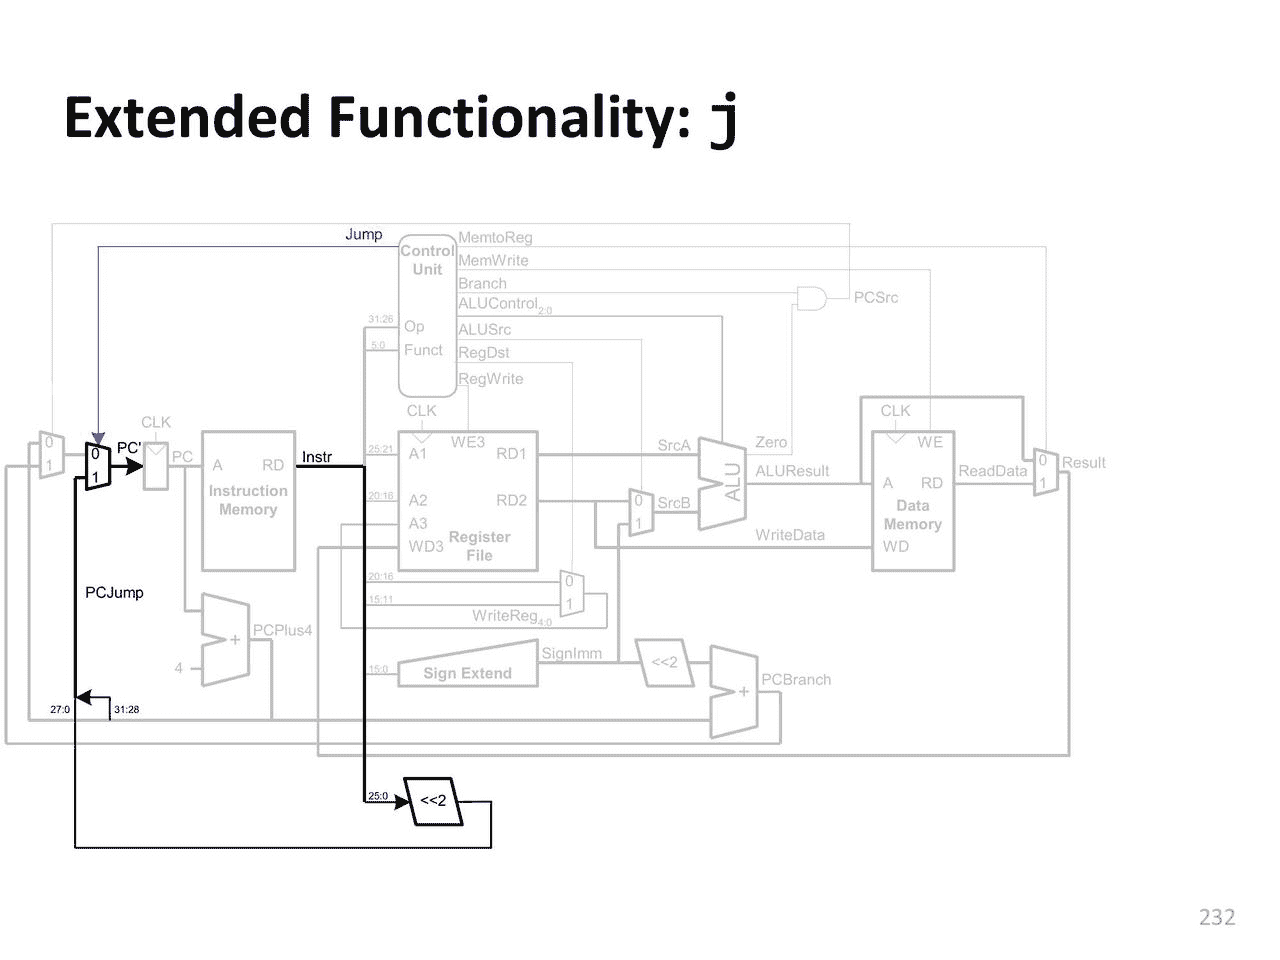 Extended Functionality: j
Jump
Control
Unit
MemtoReg
MemWrite
Branch
ALUControl2:0
PCSrc
31:26
Op
ALUSrc
5:0
Funct
RegDst
RegWrite
CLK
CLK
CLK
0
1
0
1
PC'
PC
A
RD
Instruction
Memory
Instr
25:21
A1
WE3
RD1
SrcA
Zero
WE
0
1
Result
20:16
A2
RD2
0
1
SrcB
ALU
ALUResult
A
RD
ReadData
Data
Memory
A3
WD3
Register
File
WriteData
WD
20:16
0
15:11
1
WriteReg4:0
PCJump
+
PCPlus4
4
15:0
Sign Extend
SignImm
<<2
+
PCBranch
27:0
31:28
25:0
<<2
232